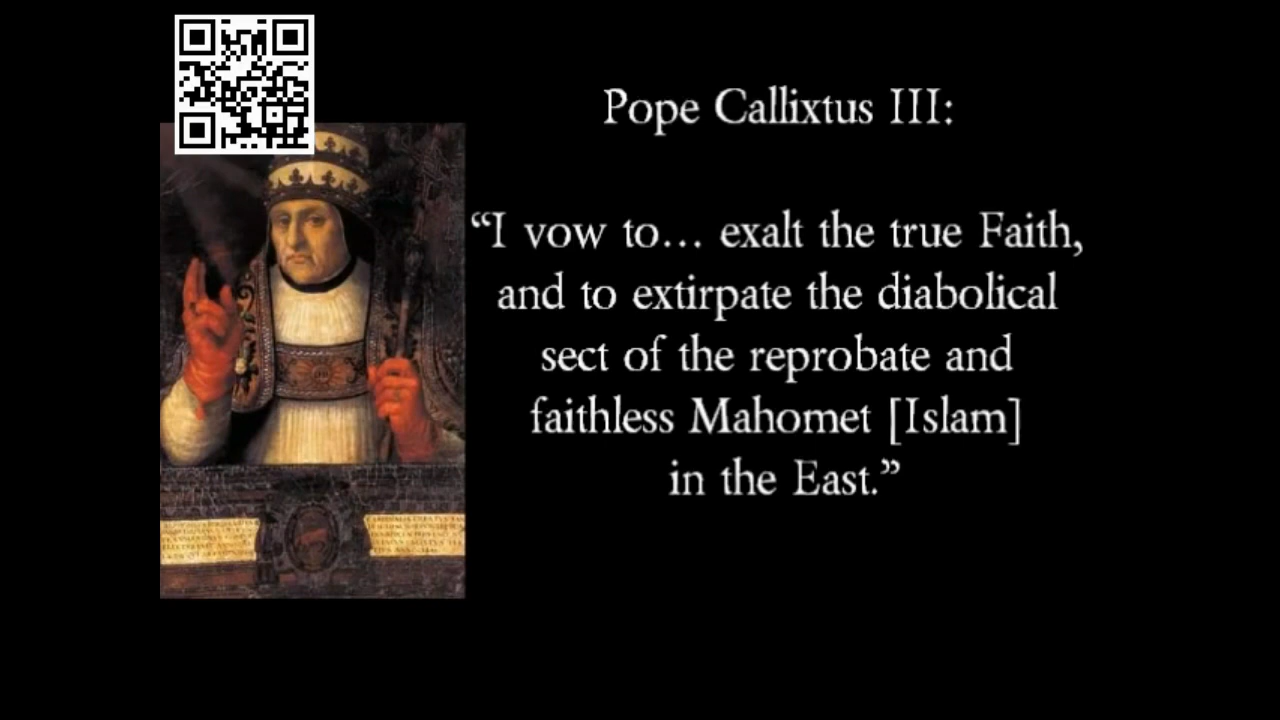 Pope Callixtus III:
“I vow to... exalt the true Faith,
and to extirpate the diabolical
sect of the reprobate and
faithless Mahomet [Islam]
in the East.”